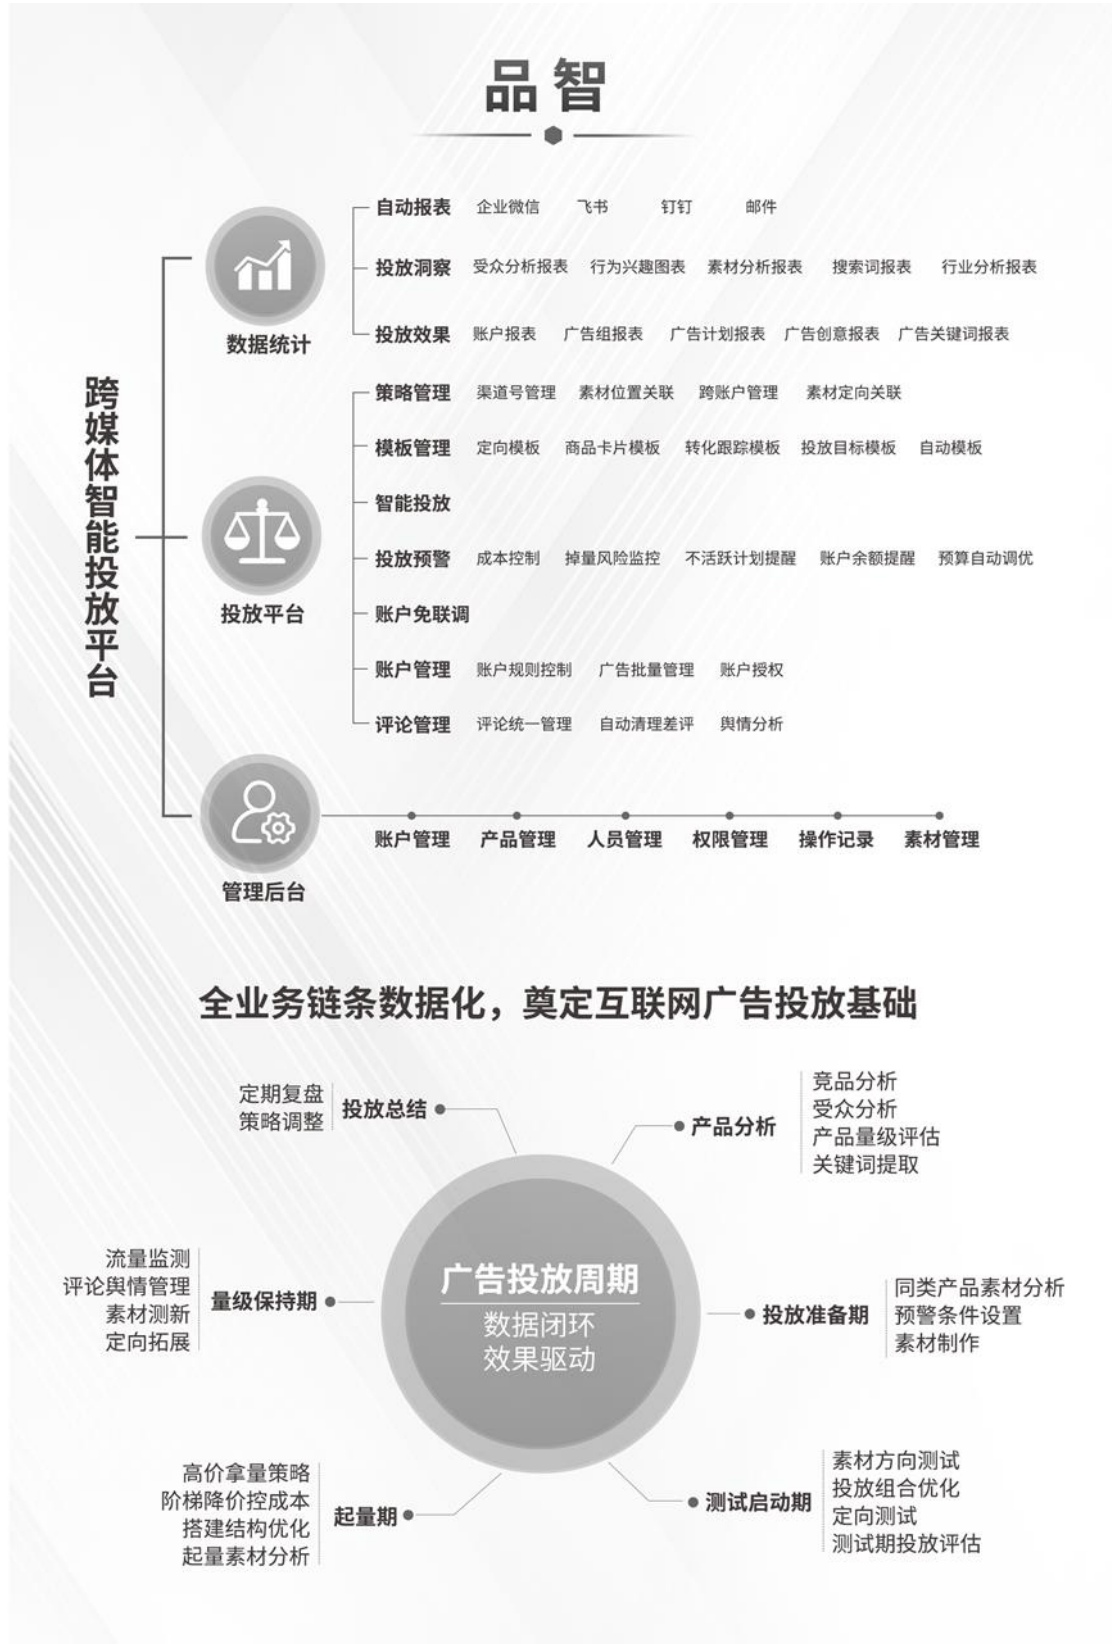 品智
跨媒体智能投放平台
数据统计
自动报表 企业微信 飞书 钉钉 邮件
投放洞察 受众分析报表 行为兴趣图表 素材分析报表 搜索词报表 行业分析报表
投放效果 账户报表 广告组报表 广告计划报表 广告创意报表 广告关键词报表
投放平台
策略管理 渠道号管理 素材位置关联 跨账户管理 素材定向关联
模板管理 定向模板 商品卡片模板 转化跟踪模板 投放目标模板 自动模板
智能投放
投放预警 成本控制 掉量风险监控 不活跃计划提醒 账户余额提醒 预算自动调优
账户免联调
账户管理 账户规则控制 广告批量管理 账户授权
评论管理 评论统一管理 自动清理差评 舆情分析
管理后台
账户管理 产品管理 人员管理 权限管理 操作记录 素材管理
全业务链条数据化，奠定互联网广告投放基础
广告投放周期
数据闭环
效果驱动
产品分析
竞品分析
受众分析
产品量级评估
关键词提取
投放准备期
同类产品素材分析
预警条件设置
素材制作
测试启动期
素材方向测试
投放组合优化
定向测试
测试期投放评估
起量期
高价拿量策略
阶梯降价控成本
搭建结构优化
起量素材分析
量级保持期
流量监测
评论舆情管理
素材测新
定向拓展
投放总结
定期复盘
策略调整